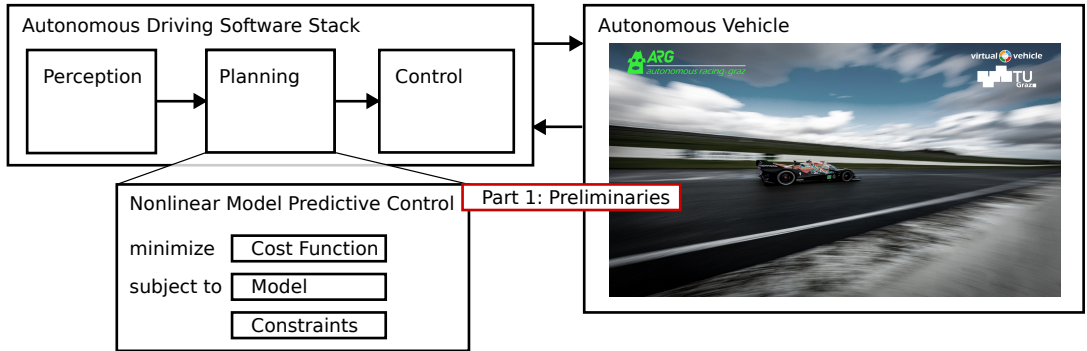 Autonomous Driving Software Stack
Perception
Planning
Control
Nonlinear Model Predictive Control
Part 1: Preliminaries
minimize
Cost Function
subject to
Model
Constraints
Autonomous Vehicle
ARG
autonomous racing graz
virtual vehicle
TU
Graz